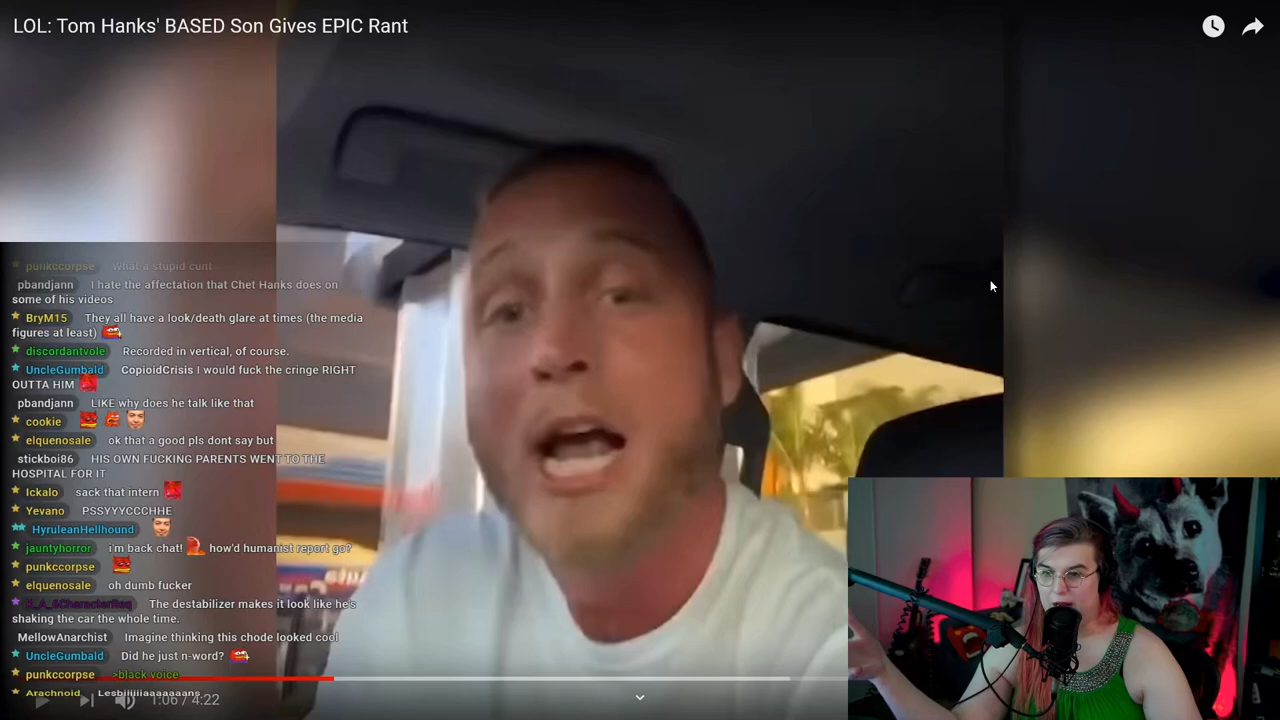 LOL: Tom Hanks' BASED Son Gives EPIC Rant
punkccorpse What a stupid cunt
pbandjann I hate the affectation that Chet Hanks does on
some of his videos
BryM15 They all have a look/death glare at times (the media
figures at least)
discordantvole Recorded in vertical, of course.
UncleGumbald CopioidCrisis I would fuck the cringe RIGHT
OUTTA HIM
pbandjann LIKE why does he talk like that
cookie
elquenosale ok that a good pls dont say but
stickboi86 HIS OWN FUCKING PARENTS WENT TO THE
HOSPITAL FOR IT
Ickalo sack that intern
Yevano PSSYYYCCCHHE
HyruleanHellhound
jauntyhorror i'm back chat! how'd humanist report go?
punkccorpse
elquenosale oh dumb fucker
The destabilizer makes it look like he's
shaking the car the whole time.
MellowAnarchist Imagine thinking this chode looked cool
UncleGumbald Did he just n-word?
punkccorpse >black voice
Arachnoid Lesbiiiiiaaaaaaans
1:06 / 4:22